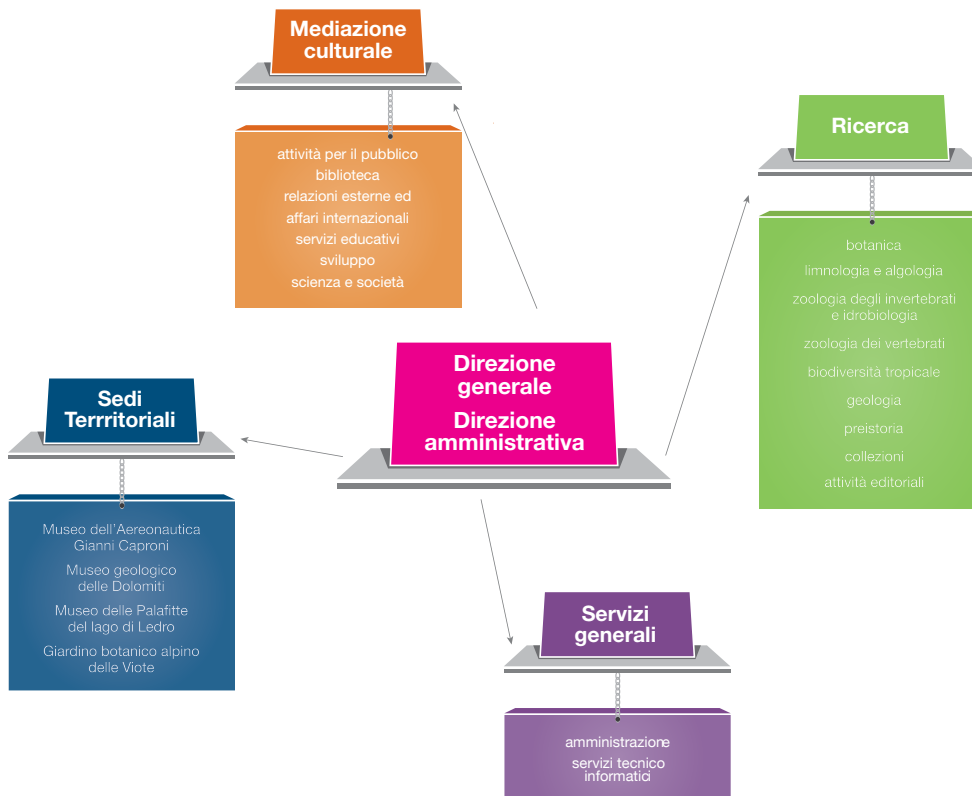 Mediazione
culturale
attività per il pubblico
biblioteca
relazioni esterne ed
affari internazionali
servizi educativi
sviluppo
scienza e società
Ricerca
botanica
limnologia e algologia
zoologia degli invertebrati
e idrobiologia
zoologia dei vertebrati
biodiversità tropicale
geologia
preistoria
collezioni
attività editoriali
Direzione
generale
Direzione
amministrativa
Sedi
Terrritoriali
Museo dell'Aereonautica
Gianni Caproni
Museo geologico
delle Dolomiti
Museo delle Palafitte
del lago di Ledro
Giardino botanico alpino
delle Viote
Servizi
generali
amministrazione
servizi tecnico
informatici